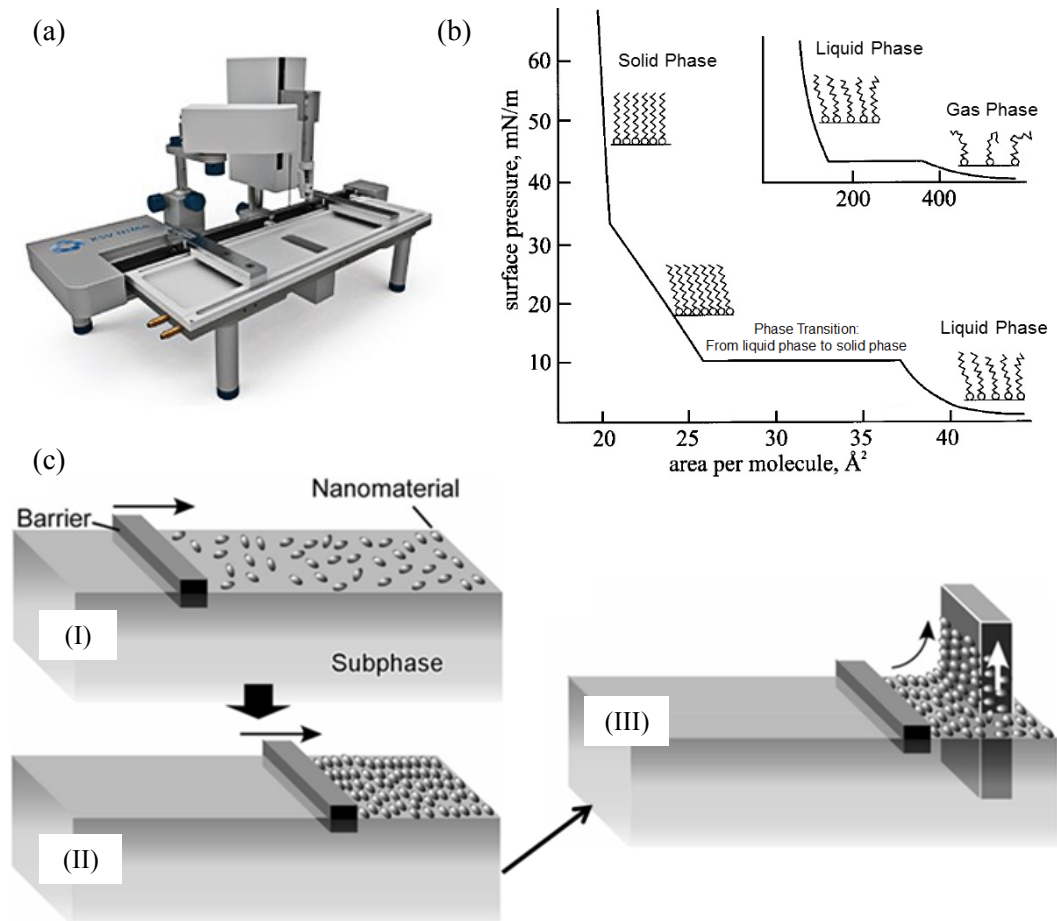 (a)
(b)
60
50
40
30
20
10
surface pressure, mN/m
Solid Phase
Liquid Phase
Gas Phase
200
400
Phase Transition:
From liquid phase to solid phase
Liquid Phase
20
25
30
35
40
area per molecule, Å²
(c)
Nanomaterial
Barrier
(I)
Subphase
(II)
(III)